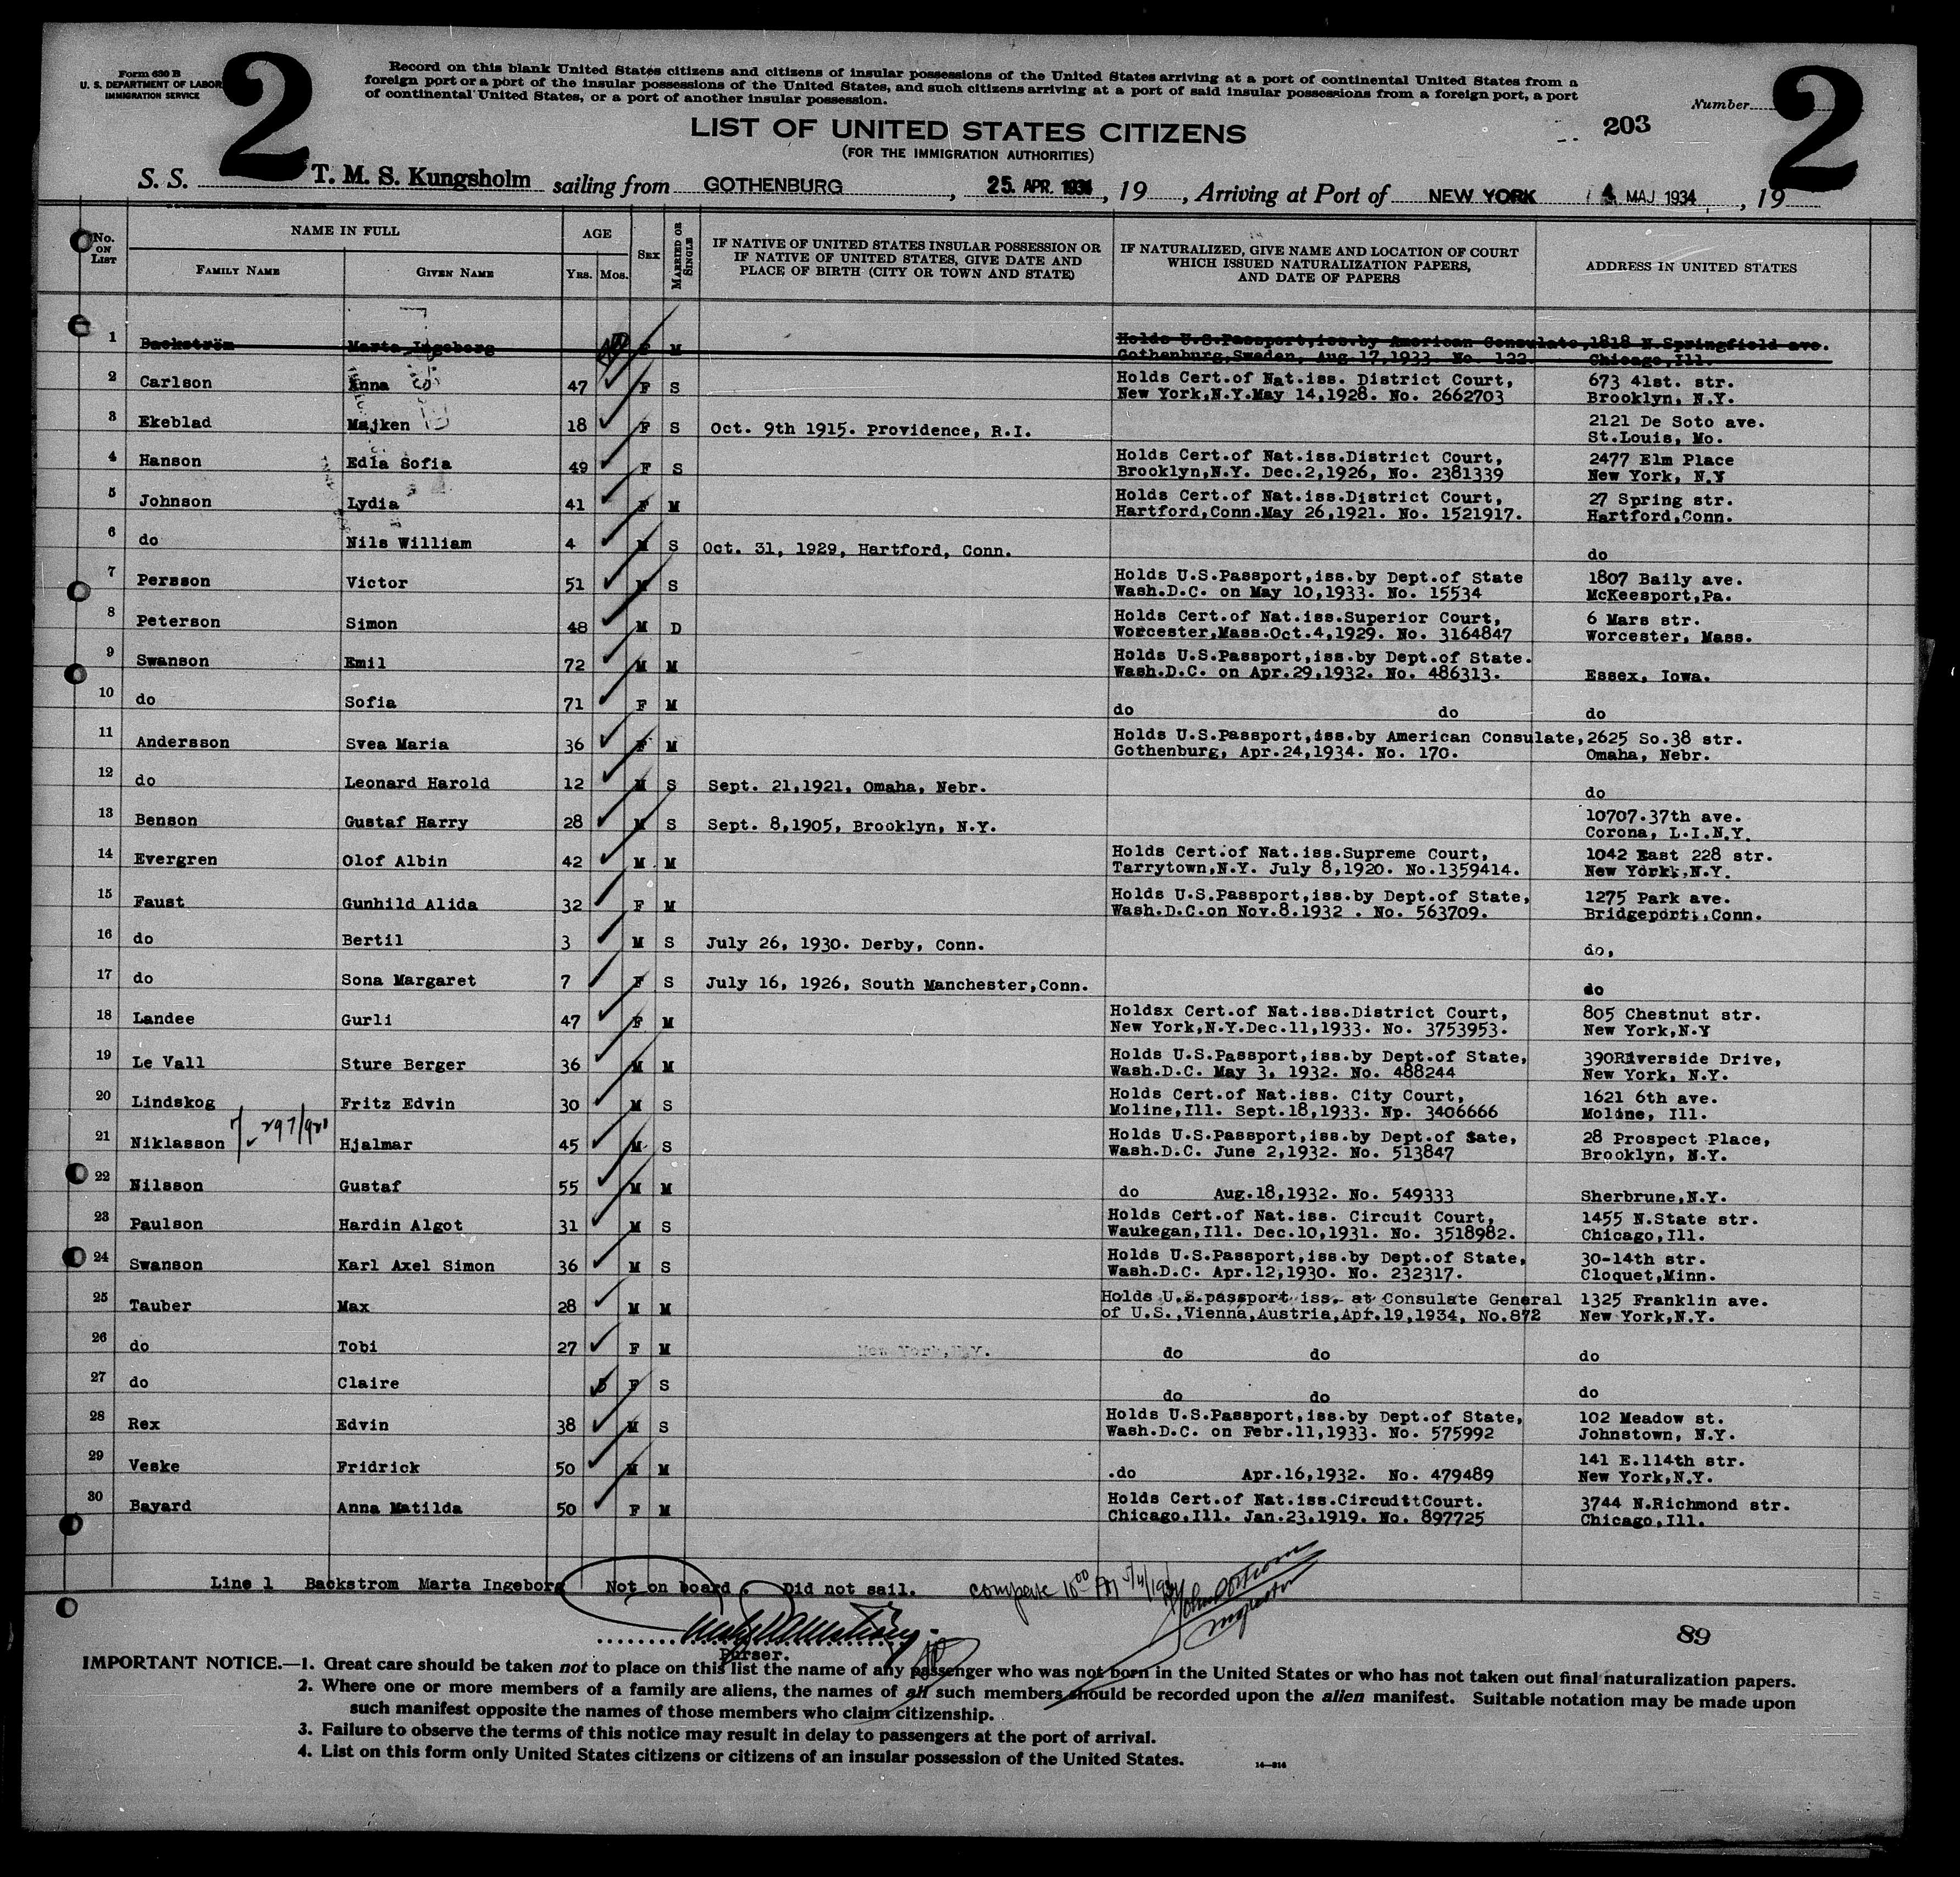 Form 630 B
U. S. DEPARTMENT OF LABOR
IMMIGRATION SERVICE
2
Record on this blank United States citizens and citizens of insular possessions of the United States arriving at a port of continental United States from a
foreign port or a port of the insular possessions of the United States, and such citizens arriving at a port of said insular possessions from a foreign port, a port
of continental United States, or a port of another insular possession.
Number
2
203
LIST OF UNITED STATES CITIZENS
(FOR THE IMMIGRATION AUTHORITIES)
S. S. T. M. S. Kungsholm sailing from GOTHENBURG, 25. APR. 1934, 19, Arriving at Port of NEW YORK 4 MAJ 1934, 19
No. ON LIST
NAME IN FULL
FAMILY NAME GIVEN NAME
AGE
YRS. MOS.
SEX
MARRIED OR SINGLE
IF NATIVE OF UNITED STATES INSULAR POSSESSION OR
IF NATIVE OF UNITED STATES, GIVE DATE AND
PLACE OF BIRTH (CITY OR TOWN AND STATE)
IF NATURALIZED, GIVE NAME AND LOCATION OF COURT
WHICH ISSUED NATURALIZATION PAPERS,
AND DATE OF PAPERS
ADDRESS IN UNITED STATES
1 Backström Marta Ingeborg F M Holds U.S.Passport,iss.by American Consulate, 1818 N.Springfield ave.
Gothenburg,Sweden, Aug.17,1933. No. 122. Chicago,Ill.
2 Carlson Anna 47 F S Holds Cert.of Nat.iss. District Court, 673 41st. str.
New York,N.Y.May 14,1928. No. 2662703 Brooklyn, N.Y.
3 Ekeblad Majken 18 F S Oct. 9th 1915. Providence, R.I. 2121 De Soto ave.
St.Louis, Mo.
4 Hanson Edla Sofia 49 F S Holds Cert.of Nat.iss.District Court, 2477 Elm Place
Brooklyn,N.Y. Dec.2,1926, No. 2381339 New York, N.Y
5 Johnson Lydia 41 F M Holds Cert.of Nat.iss.District Court, 27 Spring str.
Hartford,Conn.May 26,1921. No. 1521917. Hartford,Conn.
6 do Nils William 4 M S Oct. 31, 1929, Hartford, Conn. do
7 Persson Victor 51 M S Holds U.S.Passport,iss.by Dept.of State 1807 Baily ave.
Wash.D.C. on May 10,1933. No. 15534 McKeesport,Pa.
8 Peterson Simon 48 M D Holds Cert.of Nat.iss.Superior Court, 6 Mars str.
Worcester,Mass.Oct.4,1929. No. 3164847 Worcester, Mass.
9 Swanson Emil 72 M M Holds U.S.Passport,iss.by Dept.of State.
Wash.D.C. on Apr.29,1932. No. 486313. Essex, Iowa.
10 do Sofia 71 F M do do do
11 Andersson Svea Maria 36 F M Holds U.S.Passport,iss.by American Consulate, 2625 So.38 str.
Gothenburg, Apr.24,1934. No. 170. Omaha, Nebr.
12 do Leonard Harold 12 M S Sept. 21,1921, Omaha, Nebr. do
13 Benson Gustaf Harry 28 M S Sept. 8,1905, Brooklyn, N.Y. 10707.37th ave.
Corona, L.I.N.Y.
14 Evergren Olof Albin 42 M M Holds Cert.of Nat.iss.Supreme Court, 1042 East 228 str.
Tarrytown,N.Y. July 8,1920. No.1359414. New Yorkk,N.Y.
15 Faust Gunhild Alida 32 F M Holds U.S.Passport,iss.by Dept.of State, 1275 Park ave.
Wash.D.C.on Nov.8.1932 . No. 563709. Bridgeport,Conn.
16 do Bertil 3 M S July 26, 1930. Derby, Conn. do,
17 do Sona Margaret 7 F S July 16, 1926, South Manchester,Conn. do
18 Landee Gurli 47 F M Holdsx Cert.of Nat.iss.District Court, 805 Chestnut str.
New York,N.Y.Dec.11,1933. No. 3753953. New York,N.Y
19 Le Vall Sture Berger 36 M M Holds U.S.Passport,iss.by Dept.of State, 390Riverside Drive,
Wash.D.C. May 3, 1932. No. 488244 New York, N.Y.
20 Lindskog Fritz Edvin 30 M S Holds Cert.of Nat.iss. City Court, 1621 6th ave.
Moline,Ill. Sept.18,1933. Np. 3406666 Moline, Ill.
21 Niklasson Hjalmar 45 M S Holds U.S.Passport,iss.by Dept.of Sate, 28 Prospect Place,
Wash.D.C. June 2,1932. No. 513847 Brooklyn, N.Y.
22 Nilsson Gustaf 55 M M do Aug.18,1932. No. 549333 Sherbrune,N.Y.
23 Paulson Hardin Algot 31 M S Holds Cert.of Nat.iss. Circuit Court, 1455 N.State str.
Waukegan,Ill. Dec.10,1931. No. 3518982. Chicago,Ill.
24 Swanson Karl Axel Simon 36 M S Holds U.S.Passport,iss.by Dept.of State, 30-14th str.
Wash.D.C. Apr.12,1930. No. 232317. Cloquet,Minn.
25 Tauber Max 28 M M Holds U.S.passport iss. at Consulate General 1325 Franklin ave.
of U.S.,Vienna,Austria,Apr.19,1934, No.872 New York,N.Y.
26 do Tobi 27 F M New York,N.Y. do do do
27 do Claire F S do do do
28 Rex Edvin 38 M S Holds U.S.Passport,iss.by Dept.of State, 102 Meadow st.
Wash.D.C. on Febr.11,1933. No. 575992 Johnstown, N.Y.
29 Veske Fridrick 50 M M .do Apr.16,1932. No. 479489 141 E.114th str.
New York,N.Y.
30 Bayard Anna Matilda 50 F M Holds Cert.of Nat.iss.CircuittCourt. 3744 N.Richmond str.
Chicago,Ill. Jan.23,1919. No. 897725 Chicago,Ill.
Line 1 Backstrom Marta Ingeborg Not on board. Did not sail.
Purser.
89
IMPORTANT NOTICE.—1. Great care should be taken not to place on this list the name of any passenger who was not born in the United States or who has not taken out final naturalization papers.
2. Where one or more members of a family are aliens, the names of all such members should be recorded upon the alien manifest. Suitable notation may be made upon
such manifest opposite the names of those members who claim citizenship.
3. Failure to observe the terms of this notice may result in delay to passengers at the port of arrival.
4. List on this form only United States citizens or citizens of an insular possession of the United States.
14—814